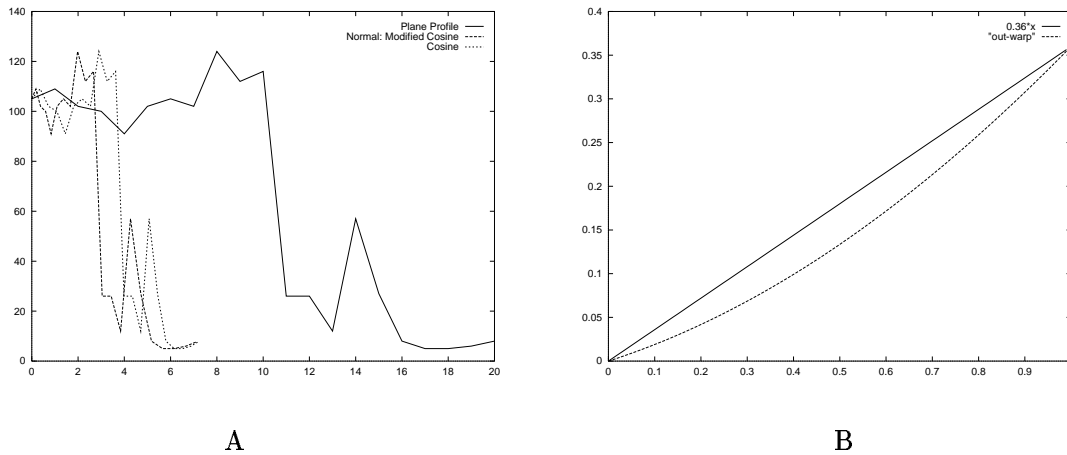 140
120
100
80
60
40
20
0
0 2 4 6 8 10 12 14 16 18 20
Plane Profile
Normal: Modified Cosine
Cosine
A
0.4
0.35
0.3
0.25
0.2
0.15
0.1
0.05
0
0 0.1 0.2 0.3 0.4 0.5 0.6 0.7 0.8 0.9
0.36*x
"out-warp"
B